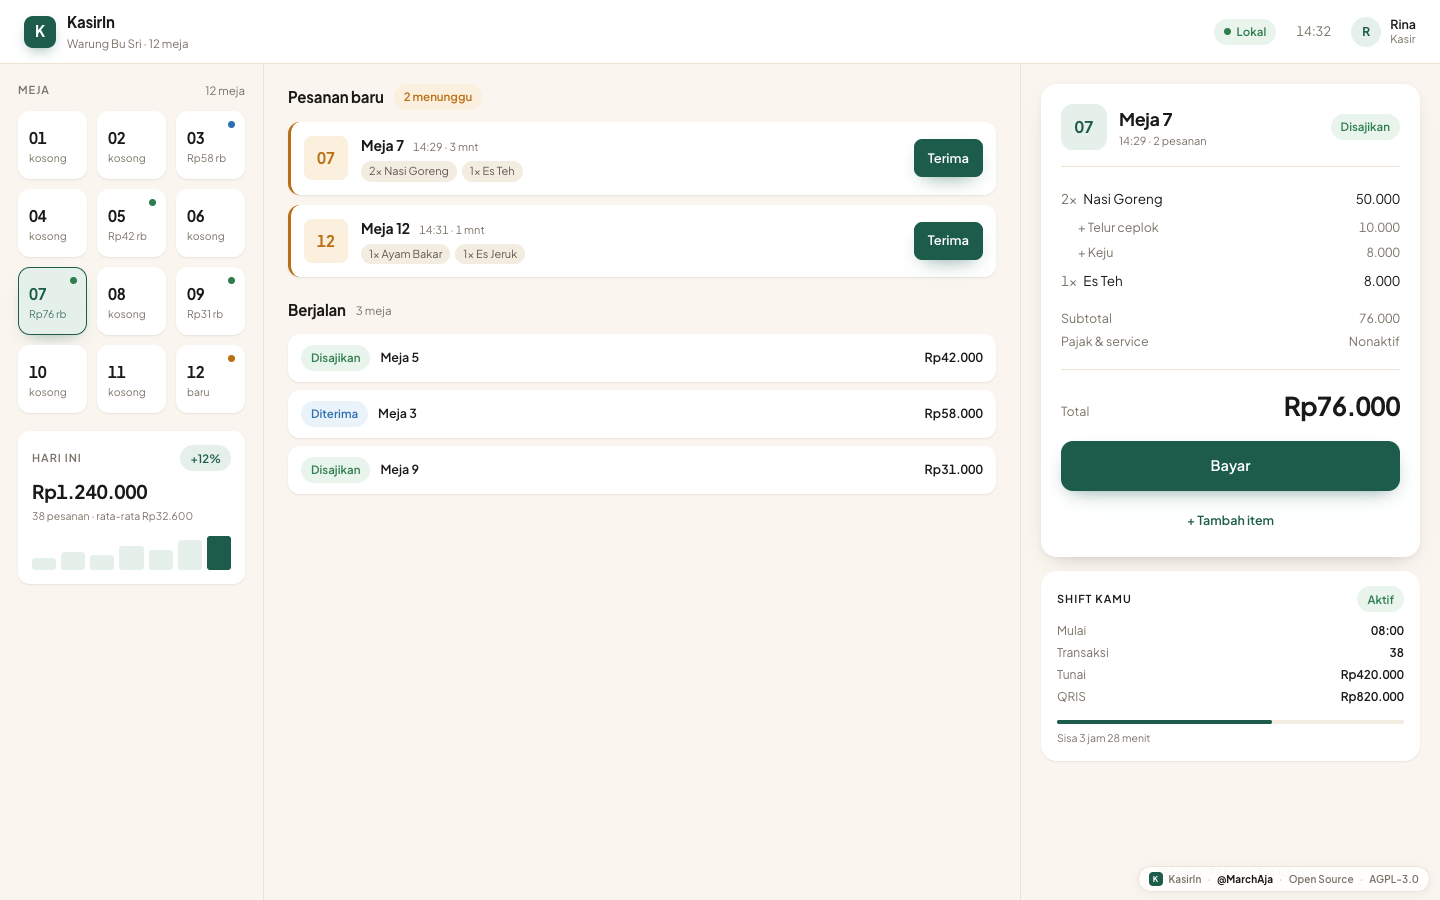 K
KasirIn
Warung Bu Sri · 12 meja
Lokal
14:32
R
Rina
Kasir
MEJA
12 meja
01
kosong
02
kosong
03
Rp58 rb
04
kosong
05
Rp42 rb
06
kosong
07
Rp76 rb
08
kosong
09
Rp31 rb
10
kosong
11
kosong
12
baru
HARI INI
+12%
Rp1.240.000
38 pesanan · rata-rata Rp32.600
Pesanan baru
2 menunggu
07
Meja 7 14:29 · 3 mnt
2× Nasi Goreng 1× Es Teh
Terima
12
Meja 12 14:31 · 1 mnt
1× Ayam Bakar 1× Es Jeruk
Terima
Berjalan 3 meja
Disajikan Meja 5 Rp42.000
Diterima Meja 3 Rp58.000
Disajikan Meja 9 Rp31.000
07
Meja 7
14:29 · 2 pesanan
Disajikan
2× Nasi Goreng 50.000
+ Telur ceplok 10.000
+ Keju 8.000
1× Es Teh 8.000
Subtotal 76.000
Pajak & service Nonaktif
Total Rp76.000
Bayar
+ Tambah item
SHIFT KAMU Aktif
Mulai 08:00
Transaksi 38
Tunai Rp420.000
QRIS Rp820.000
Sisa 3 jam 28 menit
K KasirIn · @MarchAja · Open Source · AGPL-3.0